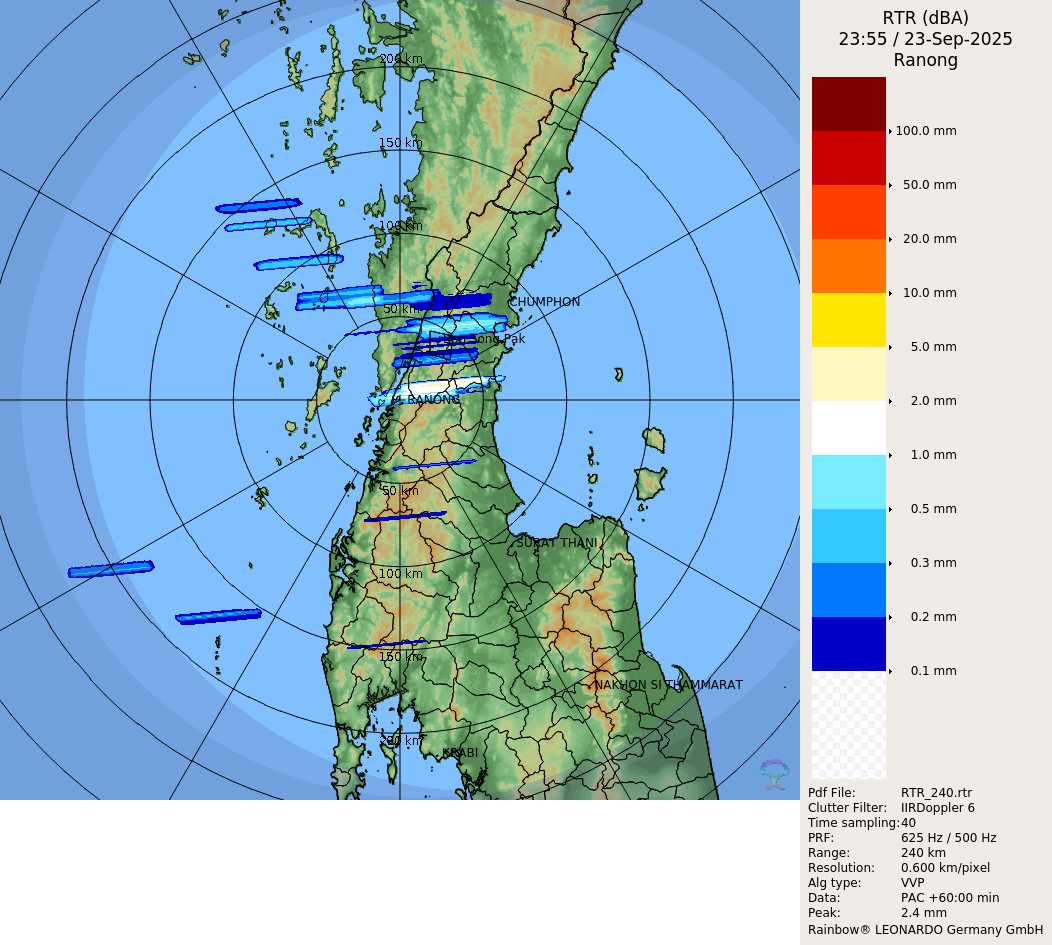 RTR (dBA)
23:55 / 23-Sep-2025
Ranong
100.0 mm
50.0 mm
20.0 mm
10.0 mm
5.0 mm
2.0 mm
1.0 mm
0.5 mm
0.3 mm
0.2 mm
0.1 mm
200 km
150 km
100 km
50 km
CHUMPHON
Song Pak
RANONG
50 km
SURAT THANI
100 km
150 km
NAKHON SI THAMMARAT
200 km
KRABI
Pdf File: RTR_240.rtr
Clutter Filter: IIRDoppler 6
Time sampling:40
PRF: 625 Hz / 500 Hz
Range: 240 km
Resolution: 0.600 km/pixel
Alg type: VVP
Data: PAC +60:00 min
Peak: 2.4 mm
Rainbow® LEONARDO Germany GmbH